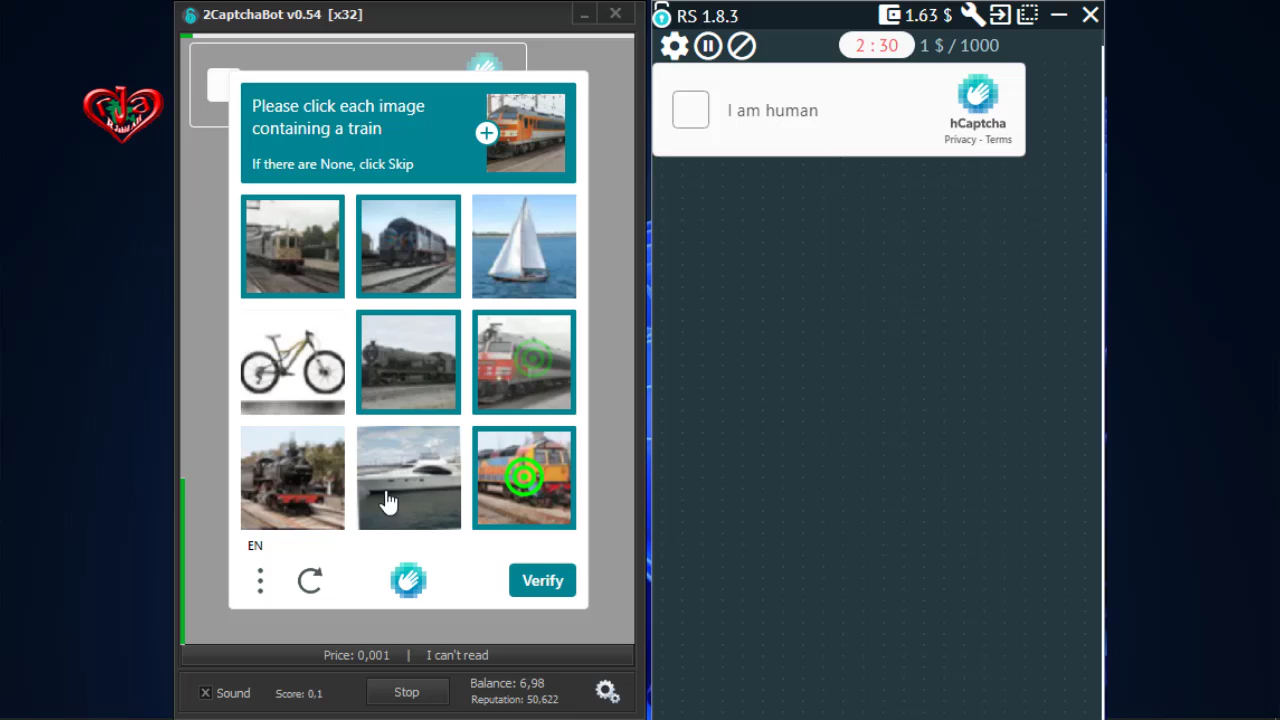 2CaptchaBot v0.54 [x32]
Please click each image
containing a train
If there are None, click Skip
EN
Verify
Price: 0,001 | I can't read
Sound
Score: 0,1
Stop
Balance: 6,98
Reputation: 50,622
RS 1.8.3
1.63 $
2 : 30
1 $ / 1000
I am human
hCaptcha
Privacy - Terms